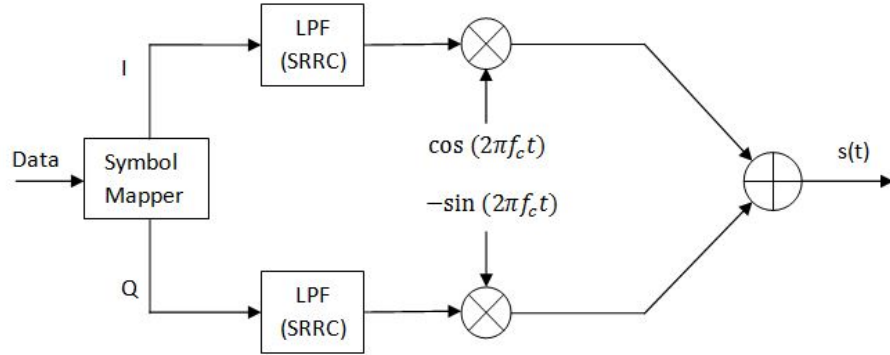 LPF
(SRRC)
I
cos (2πf_c t)
Data
Symbol
Mapper
s(t)
−sin (2πf_c t)
Q
LPF
(SRRC)